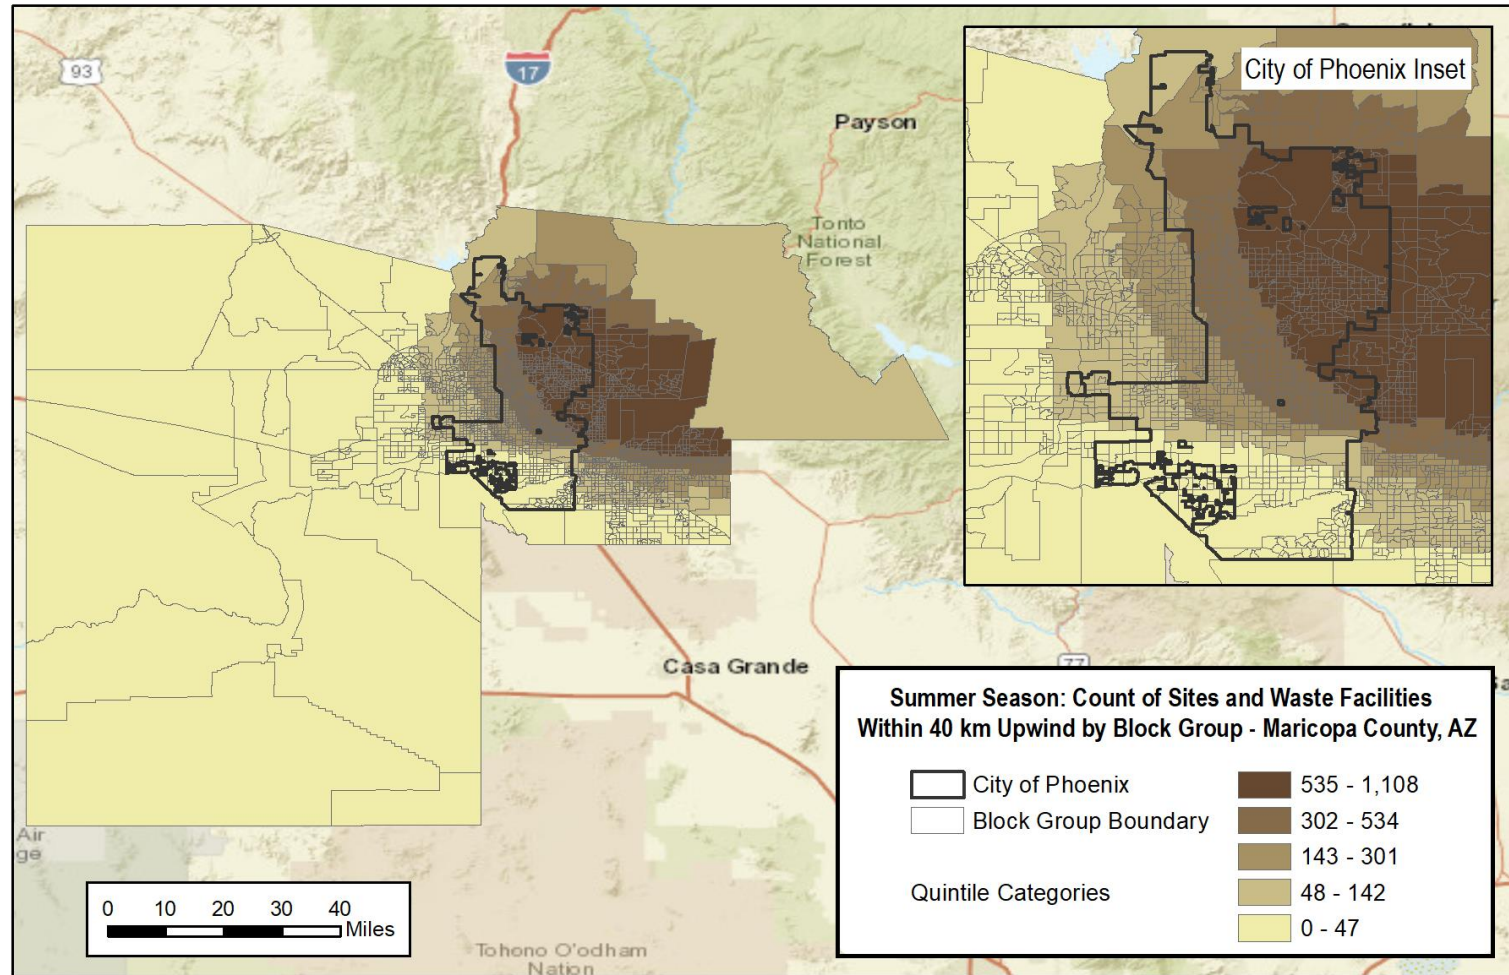 93
17
Payson
Tonto
National
Forest
City of Phoenix Inset
Casa Grande
77
Air
ge
Tohono O'odham
Nation
0 10 20 30 40
Miles
Summer Season: Count of Sites and Waste Facilities
Within 40 km Upwind by Block Group - Maricopa County, AZ
City of Phoenix
Block Group Boundary
Quintile Categories
535 - 1,108
302 - 534
143 - 301
48 - 142
0 - 47